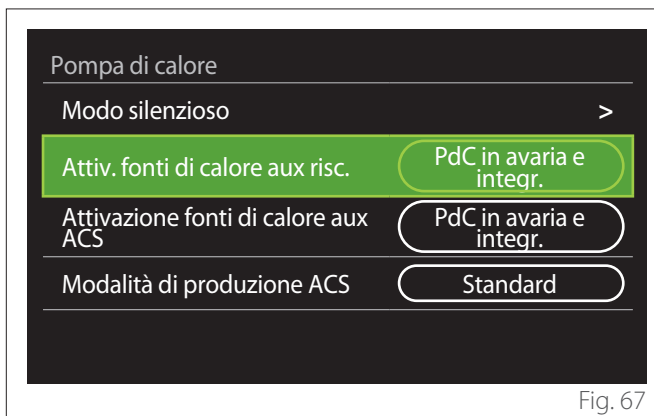 Pompa di calore
Modo silenzioso >
Attiv. fonti di calore aux risc. PdC in avaria e
integr.
Attivazione fonti di calore aux
ACS PdC in avaria e
integr.
Modalità di produzione ACS Standard
Fig. 67